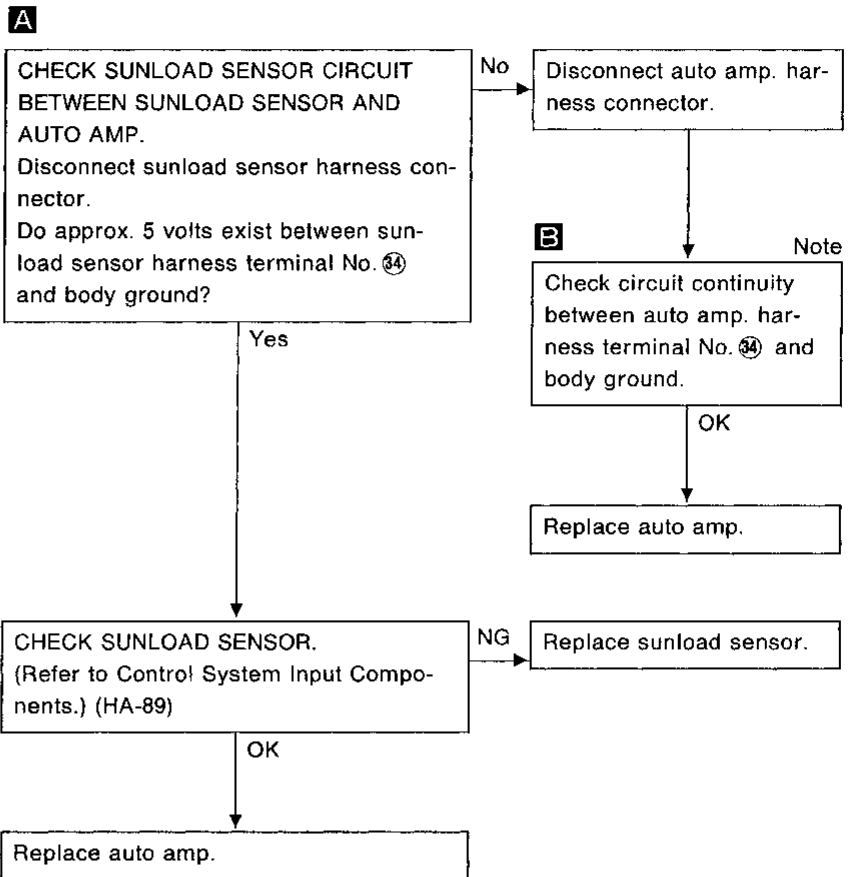 A
CHECK SUNLOAD SENSOR CIRCUIT
BETWEEN SUNLOAD SENSOR AND
AUTO AMP.
Disconnect sunload sensor harness con-
nector.
Do approx. 5 volts exist between sun-
load sensor harness terminal No. ㉞
and body ground?
No
Disconnect auto amp. har-
ness connector.
B
Note
Check circuit continuity
between auto amp. har-
ness terminal No. ㉞ and
body ground.
Yes
OK
Replace auto amp.
CHECK SUNLOAD SENSOR.
(Refer to Control System Input Compo-
nents.) (HA-89)
NG
Replace sunload sensor.
OK
Replace auto amp.